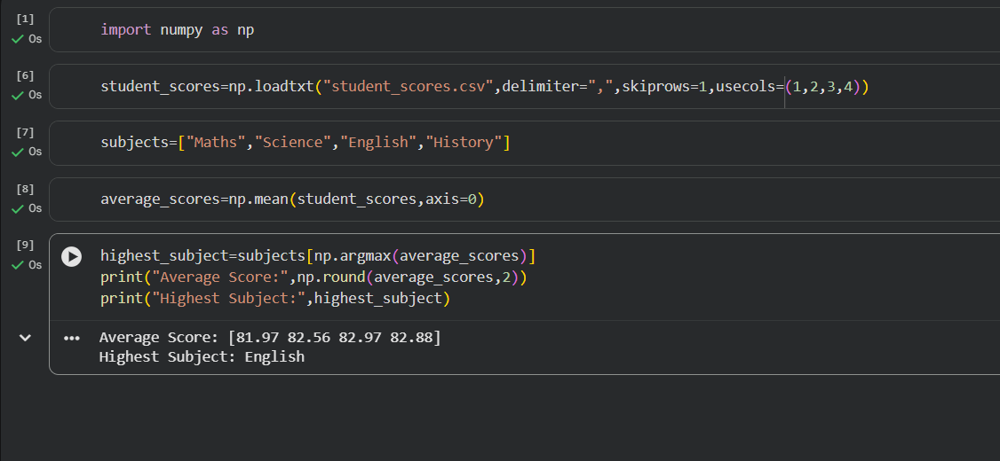 [1]
0s
import numpy as np
[6]
0s
student_scores=np.loadtxt("student_scores.csv",delimiter=",",skiprows=1,usecols=(1,2,3,4))
[7]
0s
subjects=["Maths","Science","English","History"]
[8]
0s
average_scores=np.mean(student_scores,axis=0)
[9]
0s
highest_subject=subjects[np.argmax(average_scores)]
print("Average Score:",np.round(average_scores,2))
print("Highest Subject:",highest_subject)
Average Score: [81.97 82.56 82.97 82.88]
Highest Subject: English